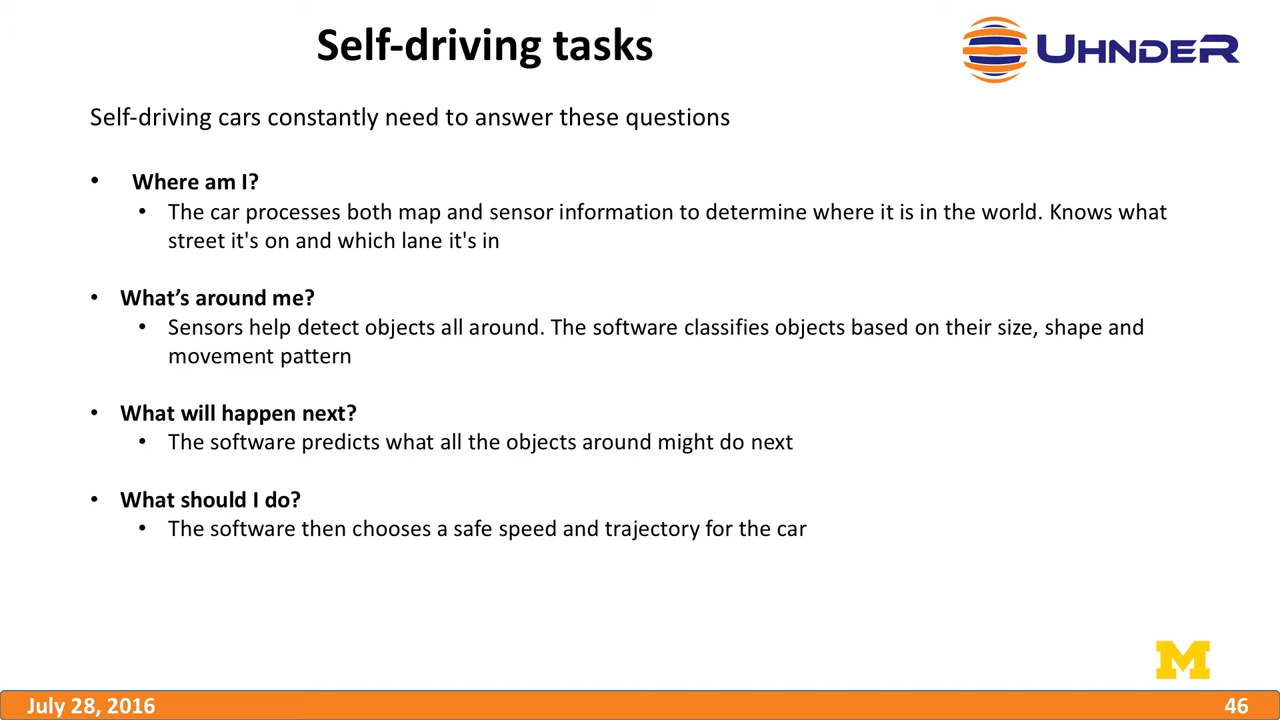 Self-driving tasks
UHNDER
Self-driving cars constantly need to answer these questions
• Where am I?
• The car processes both map and sensor information to determine where it is in the world. Knows what
street it's on and which lane it's in
• What’s around me?
• Sensors help detect objects all around. The software classifies objects based on their size, shape and
movement pattern
• What will happen next?
• The software predicts what all the objects around might do next
• What should I do?
• The software then chooses a safe speed and trajectory for the car
M
July 28, 2016
46